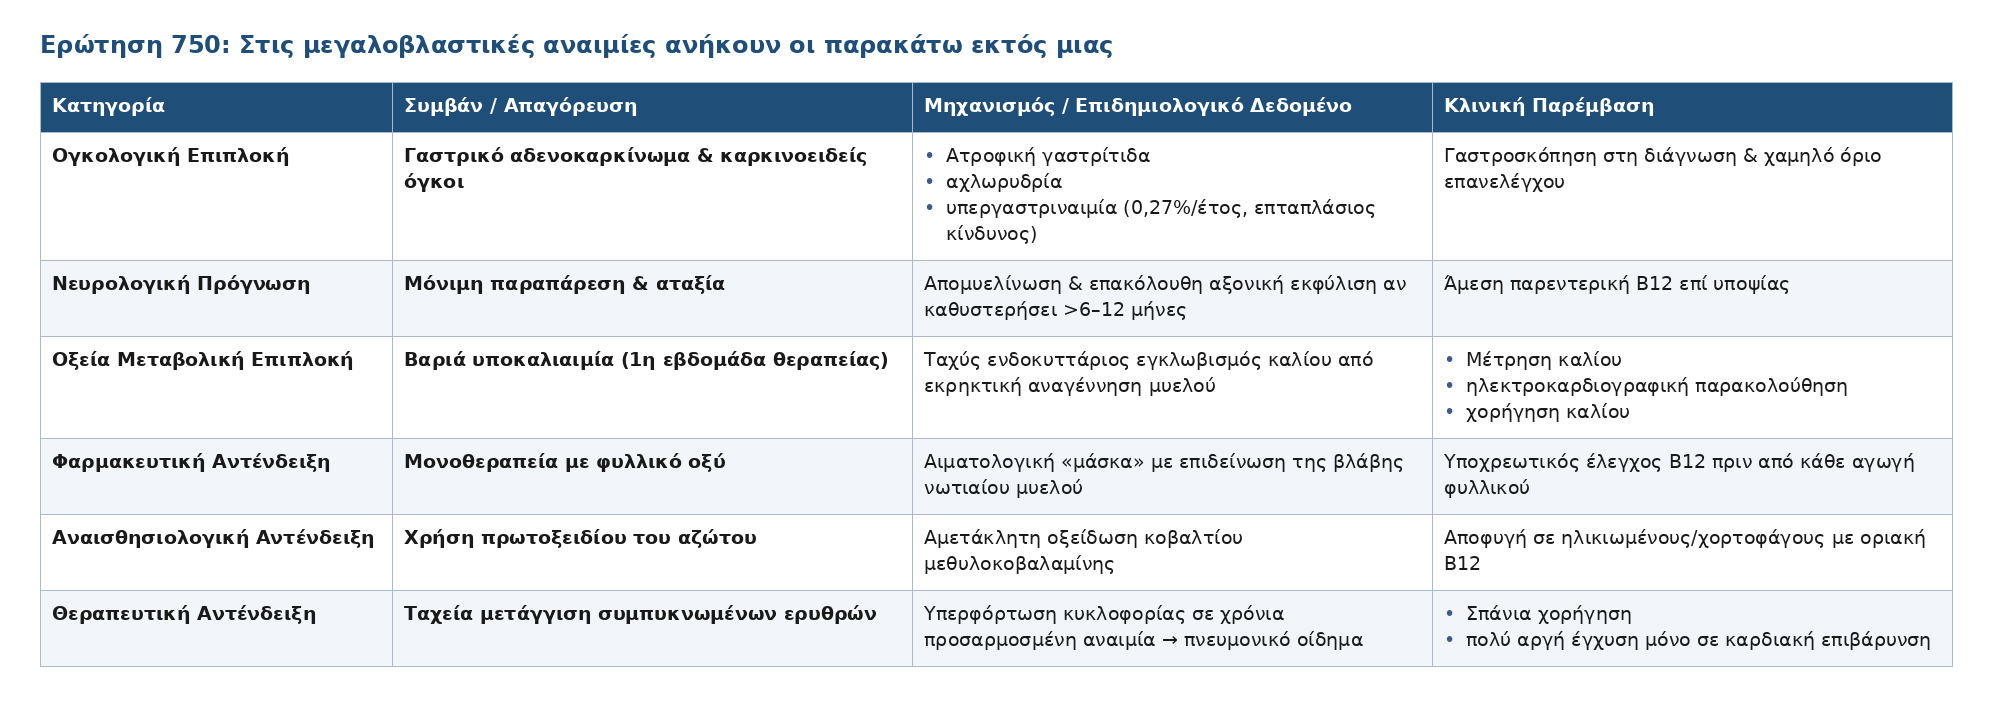 Ερώτηση 750: Στις μεγαλοβλαστικές αναιμίες ανήκουν οι παρακάτω εκτός μιας
Κατηγορία
Συμβάν / Απαγόρευση
Μηχανισμός / Επιδημιολογικό Δεδομένο
Κλινική Παρέμβαση
Ογκολογική Επιπλοκή
Γαστρικό αδενοκαρκίνωμα & καρκινοειδείς
όγκοι
• Ατροφική γαστρίτιδα
• αχλωρυδρία
• υπεργαστριναιμία (0,27%/έτος, επταπλάσιος
κίνδυνος)
Γαστροσκόπηση στη διάγνωση & χαμηλό όριο
επανελέγχου
Νευρολογική Πρόγνωση
Μόνιμη παραπάρεση & αταξία
Απομυελίνωση & επακόλουθη αξονική εκφύλιση αν
καθυστερήσει >6–12 μήνες
Άμεση παρεντερική B12 επί υποψίας
Οξεία Μεταβολική Επιπλοκή
Βαριά υποκαλιαιμία (1η εβδομάδα θεραπείας)
Ταχύς ενδοκυττάριος εγκλωβισμός καλίου από
εκρηκτική αναγέννηση μυελού
• Μέτρηση καλίου
• ηλεκτροκαρδιογραφική παρακολούθηση
• χορήγηση καλίου
Φαρμακευτική Αντένδειξη
Μονοθεραπεία με φυλλικό οξύ
Αιματολογική «μάσκα» με επιδείνωση της βλάβης
νωτιαίου μυελού
Υποχρεωτικός έλεγχος B12 πριν από κάθε αγωγή
φυλλικού
Αναισθησιολογική Αντένδειξη
Χρήση πρωτοξειδίου του αζώτου
Αμετάκλητη οξείδωση κοβαλτίου
μεθυλοκοβαλαμίνης
Αποφυγή σε ηλικιωμένους/χορτοφάγους με οριακή
B12
Θεραπευτική Αντένδειξη
Ταχεία μετάγγιση συμπυκνωμένων ερυθρών
Υπερφόρτωση κυκλοφορίας σε χρόνια
προσαρμοσμένη αναιμία → πνευμονικό οίδημα
• Σπάνια χορήγηση
• πολύ αργή έγχυση μόνο σε καρδιακή επιβάρυνση